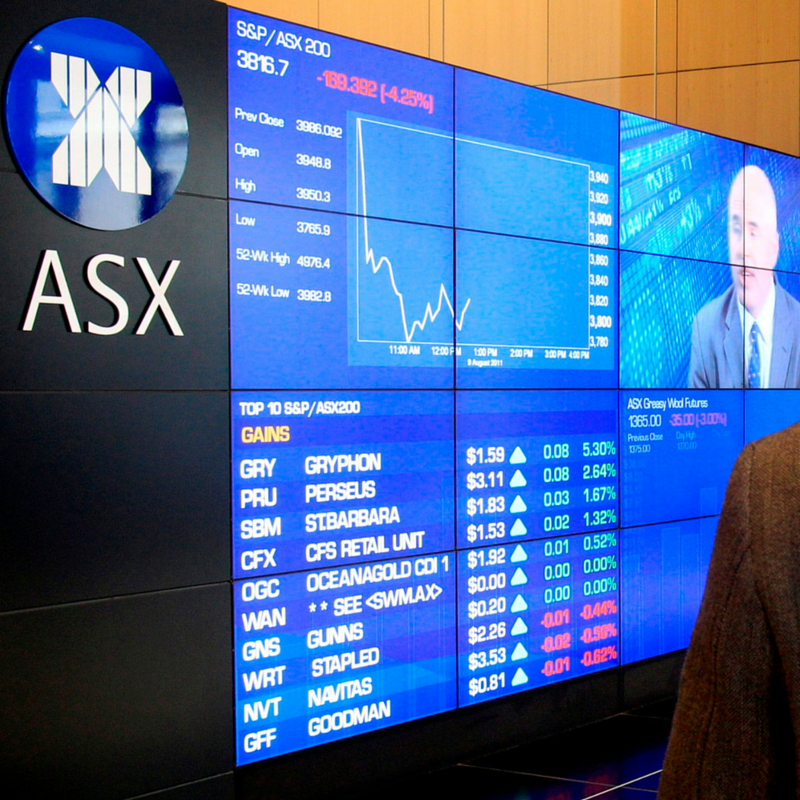 ASX
S&P/ASX 200
3816.7 -169.392 (-4.25%)
Prev Close 3986.092
Open 3948.8
High 3950.3
Low 3765.9
52-Wk High 4976.4
52-Wk Low 3982.8
3,940
3,920
3,900
3,880
3,860
3,840
3,820
3,800
3,780
11:00 AM 12:00 PM 1:00 PM 2:00 PM 3:00 PM 4:00 PM
9 August 2011
TOP 10 S&P/ASX200
GAINS
GRY GRYPHON $1.59 0.08 5.30%
PRU PERSEUS $3.11 0.08 2.64%
SBM ST.BARBARA $1.83 0.03 1.67%
CFX CFS RETAIL UNIT $1.53 0.02 1.32%
OGC OCEANAGOLD CDI 1 $1.92 0.01 0.52%
WAN ** SEE <SWM.AX> $0.00 0.00 0.00%
GNS GUNNS $0.20 0.00 0.00%
WRT STAPLED $2.26 -0.01 -0.44%
NVT NAVITAS $3.53 -0.02 -0.56%
GFF GOODMAN $0.81 -0.01 -0.62%
ASX Greasy Wool Futures
1365.00 -35.00 (-3.00%)
Previous Close Day High
1375.00